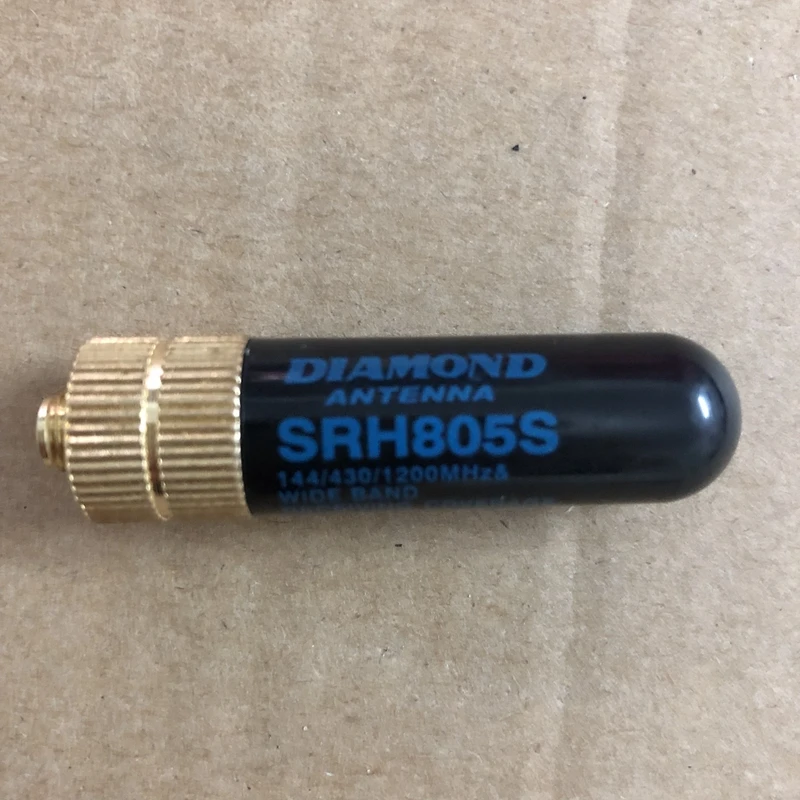 DIAMOND
ANTENNA
SRH805S
144/430/1200MHz&
WIDE BAND